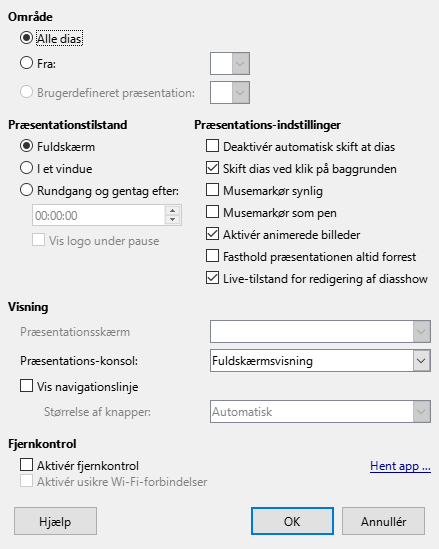 Område
Alle dias
Fra:
Brugerdefineret præsentation:
Præsentationstilstand
Fuldskærm
I et vindue
Rundgang og gentag efter:
00:00:00
Vis logo under pause
Præsentations-indstillinger
Deaktivér automatisk skift at dias
Skift dias ved klik på baggrunden
Musemarkør synlig
Musemarkør som pen
Aktivér animerede billeder
Fasthold præsentationen altid forrest
Live-tilstand for redigering af diasshow
Visning
Præsentationsskærm
Præsentations-konsol: Fuldskærmsvisning
Vis navigationslinje
Størrelse af knapper: Automatisk
Fjernkontrol
Aktivér fjernkontrol Hent app ...
Aktivér usikre Wi-Fi-forbindelser
Hjælp OK Annullér